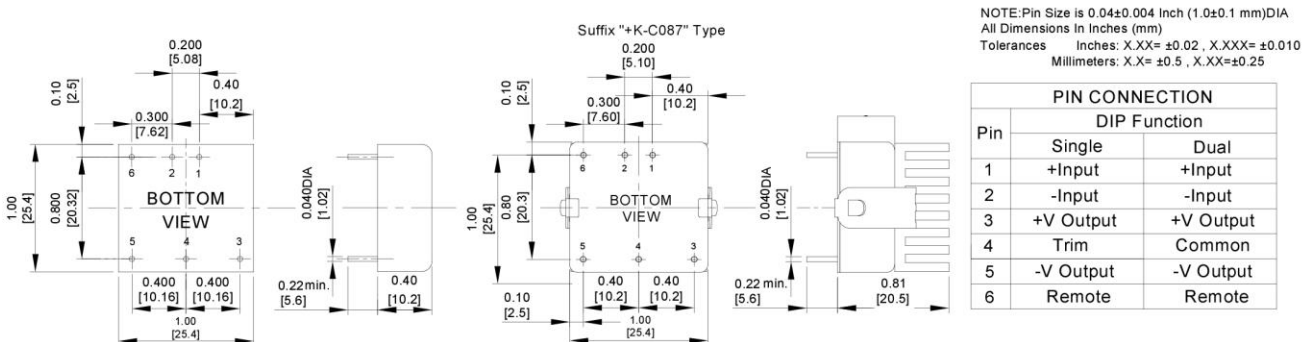 0.200
[5.08]
0.40
[10.2]
0.10
[2.5]
0.300
[7.62]
6
2
1
BOTTOM
VIEW
1.00
[25.4]
0.800
[20.32]
5
4
3
0.400
[10.16]
0.400
[10.16]
1.00
[25.4]
0.040DIA
[1.02]
0.22min.
[5.6]
0.40
[10.2]
Suffix "+K-C087" Type
0.200
[5.10]
0.40
[10.2]
0.10
[2.5]
0.300
[7.60]
6
2
1
BOTTOM
VIEW
1.00
[25.4]
0.80
[20.3]
5
4
3
0.40
[10.2]
0.40
[10.2]
0.10
[2.5]
1.00
[25.4]
0.040DIA
[1.02]
0.22 min.
[5.6]
0.81
[20.5]
NOTE:Pin Size is 0.04±0.004 Inch (1.0±0.1 mm)DIA
All Dimensions In Inches (mm)
Tolerances Inches: X.XX= ±0.02 , X.XXX= ±0.010
Millimeters: X.X= ±0.5 , X.XX=±0.25
PIN CONNECTION
Pin DIP Function
Single Dual
1 +Input +Input
2 -Input -Input
3 +V Output +V Output
4 Trim Common
5 -V Output -V Output
6 Remote Remote